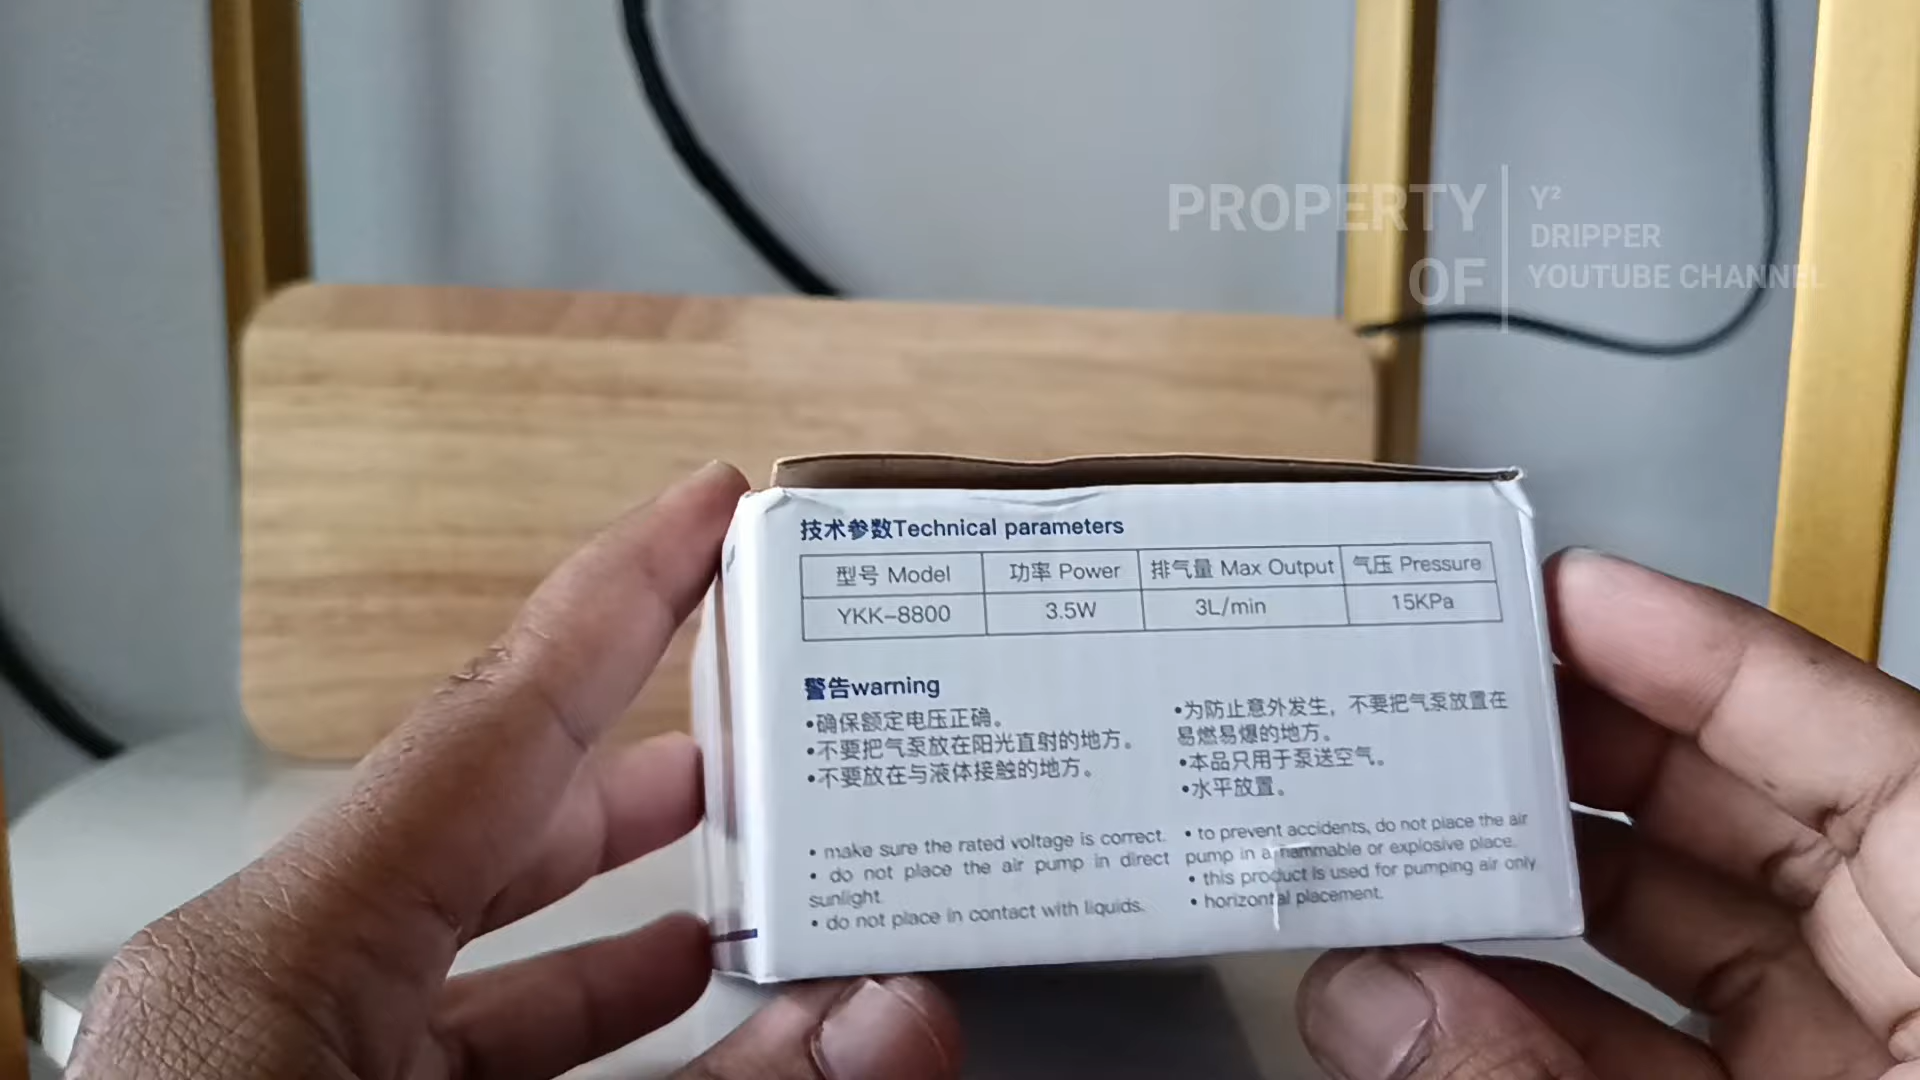 PROPERTY
OF
Y²
DRIPPER
YOUTUBE CHANNEL
技术参数Technical parameters
型号 Model 功率 Power 排气量 Max Output 气压 Pressure
YKK-8800 3.5W 3L/min 15KPa
警告warning
•确保额定电压正确。
•不要把气泵放在阳光直射的地方。
•不要放在与液体接触的地方。
•为防止意外发生，不要把气泵放置在
易燃易爆的地方。
•本品只用于泵送空气。
•水平放置。
• make sure the rated voltage is correct.
• do not place the air pump in direct
sunlight.
• do not place in contact with liquids.
• to prevent accidents, do not place the air
pump in a flammable or explosive place.
• this product is used for pumping air only.
• horizontal placement.